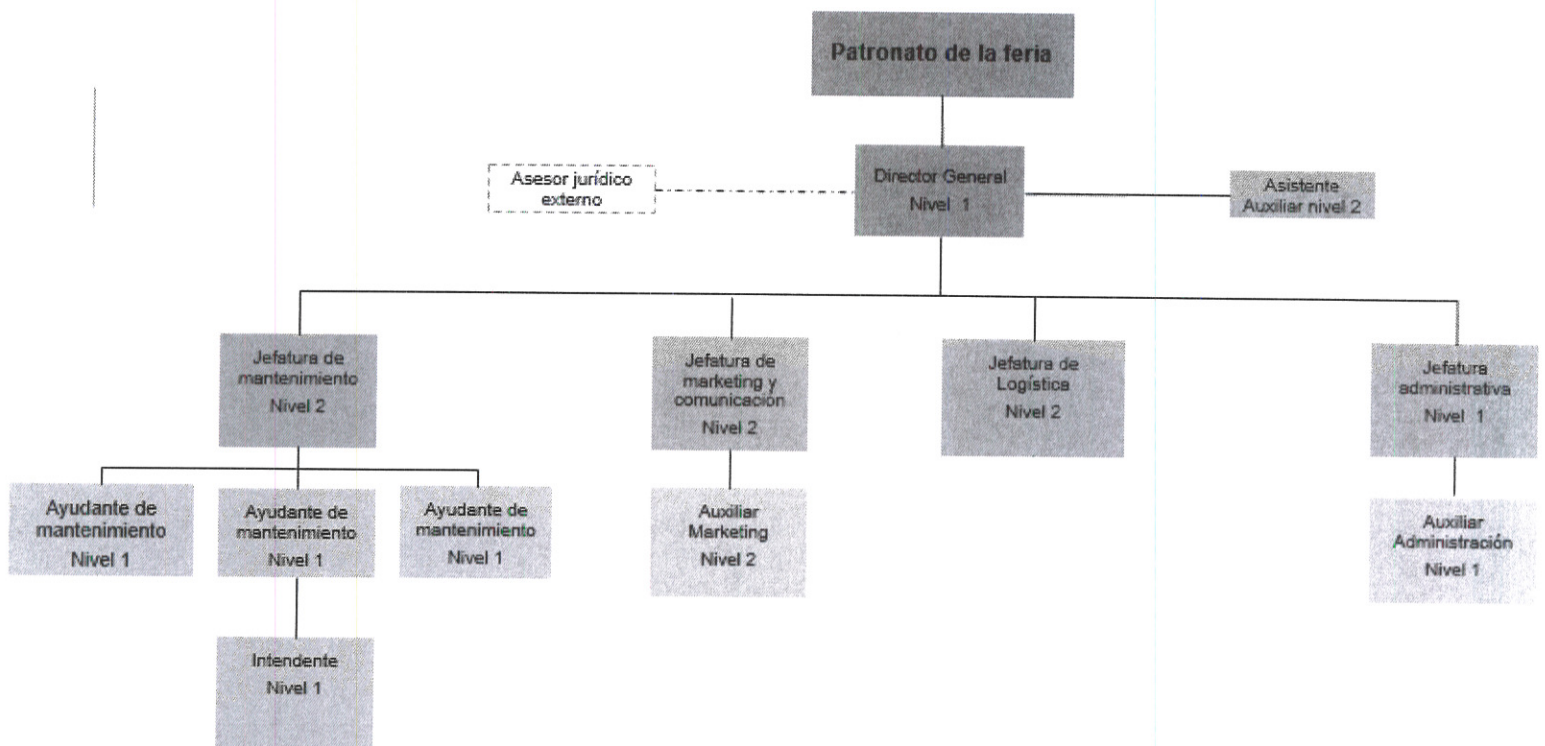 Patronato de la feria
Director General
Nivel 1
Asesor jurídico
externo
Asistente
Auxiliar nivel 2
Jefatura de
mantenimiento
Nivel 2
Jefatura de
marketing y
comunicación
Nivel 2
Jefatura de
Logística
Nivel 2
Jefatura
administrativa
Nivel 1
Ayudante de
mantenimiento
Nivel 1
Ayudante de
mantenimiento
Nivel 1
Ayudante de
mantenimiento
Nivel 1
Auxiliar
Marketing
Nivel 2
Auxiliar
Administración
Nivel 1
Intendente
Nivel 1